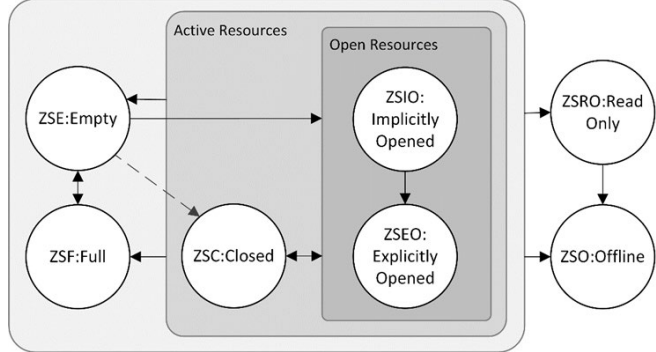 Active Resources
Open Resources
ZSE:Empty
ZSIO:
Implicitly
Opened
ZSRO:Read
Only
ZSF:Full
ZSC:Closed
ZSEO:
Explicitly
Opened
ZSO:Offline